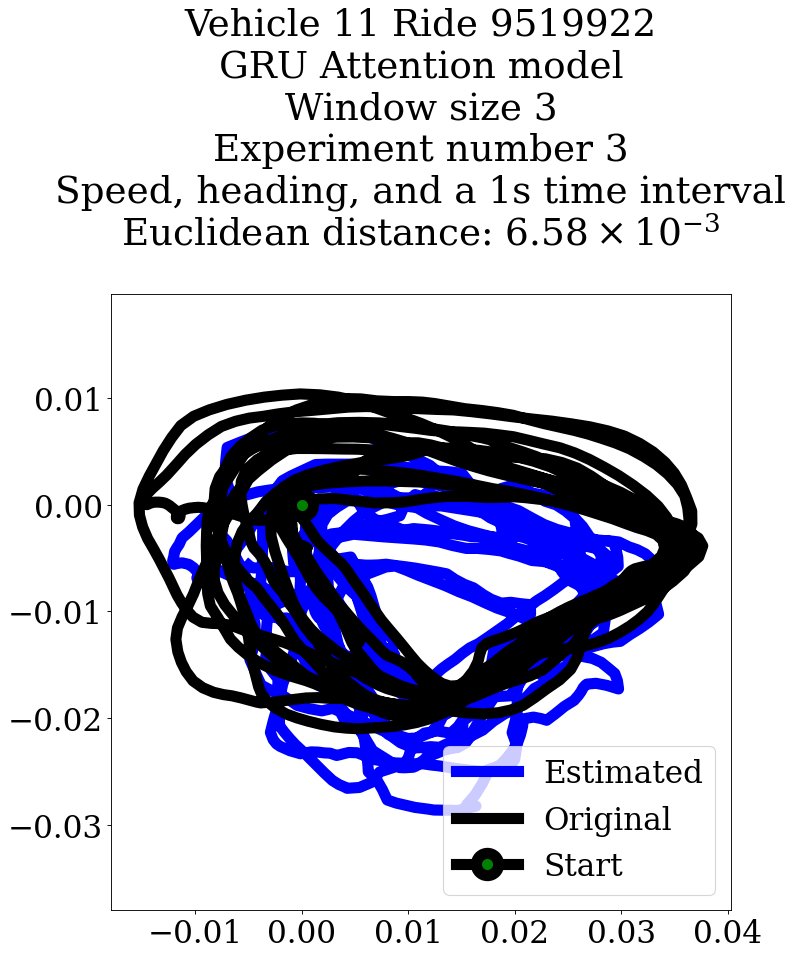 Vehicle 11 Ride 9519922
GRU Attention model
Window size 3
Experiment number 3
Speed, heading, and a 1s time interval
Euclidean distance: 6.58 × 10⁻³
0.01
0.00
−0.01
−0.02
−0.03
Estimated
Original
Start
−0.01 0.00 0.01 0.02 0.03 0.04